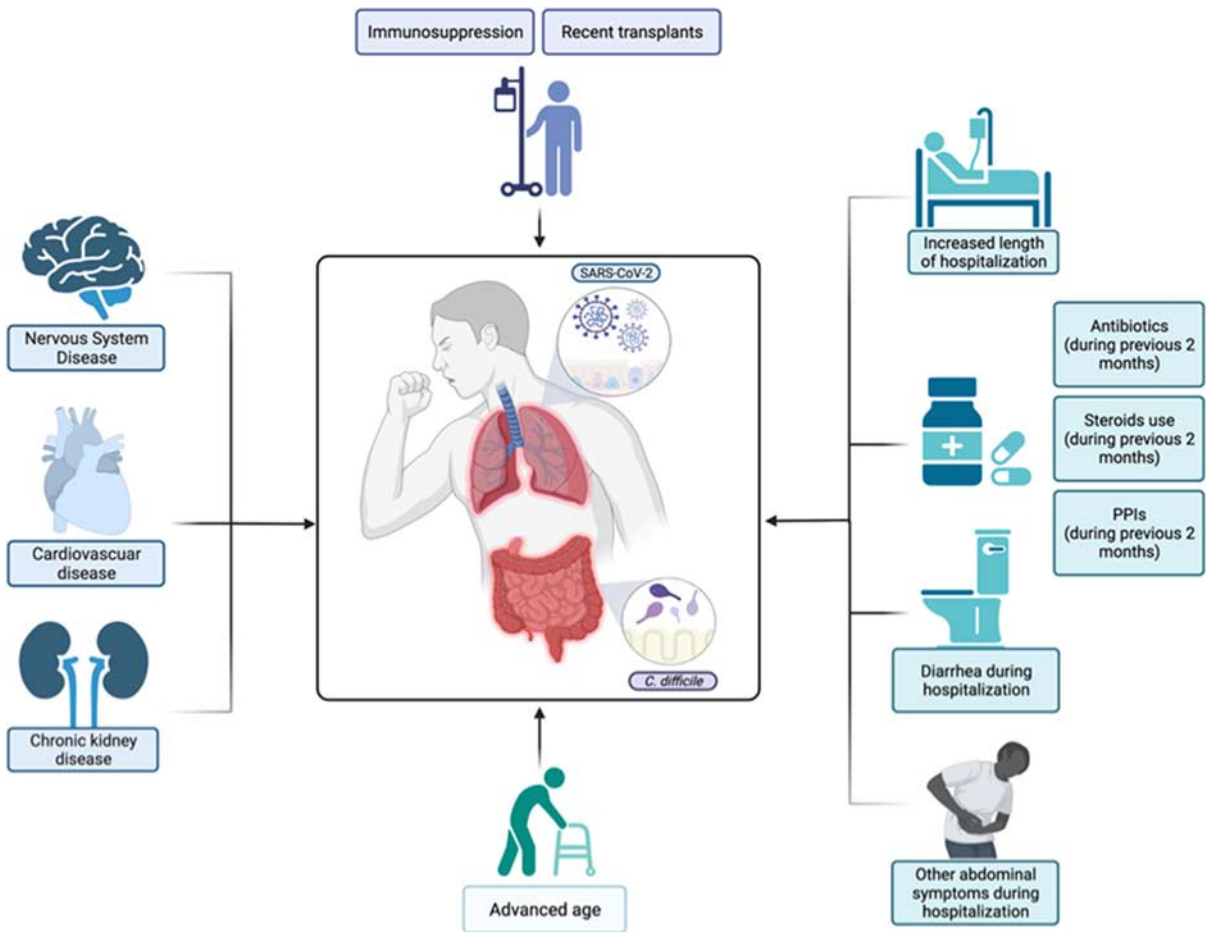 Immunosuppression
Recent transplants
Increased length
of hospitalization
SARS-CoV-2
Nervous System
Disease
Antibiotics
(during previous 2
months)
Steroids use
(during previous 2
months)
PPIs
(during previous 2
months)
Cardiovascuar
disease
Diarrhea during
hospitalization
C. difficile
Chronic kidney
disease
Other abdominal
symptoms during
hospitalization
Advanced age